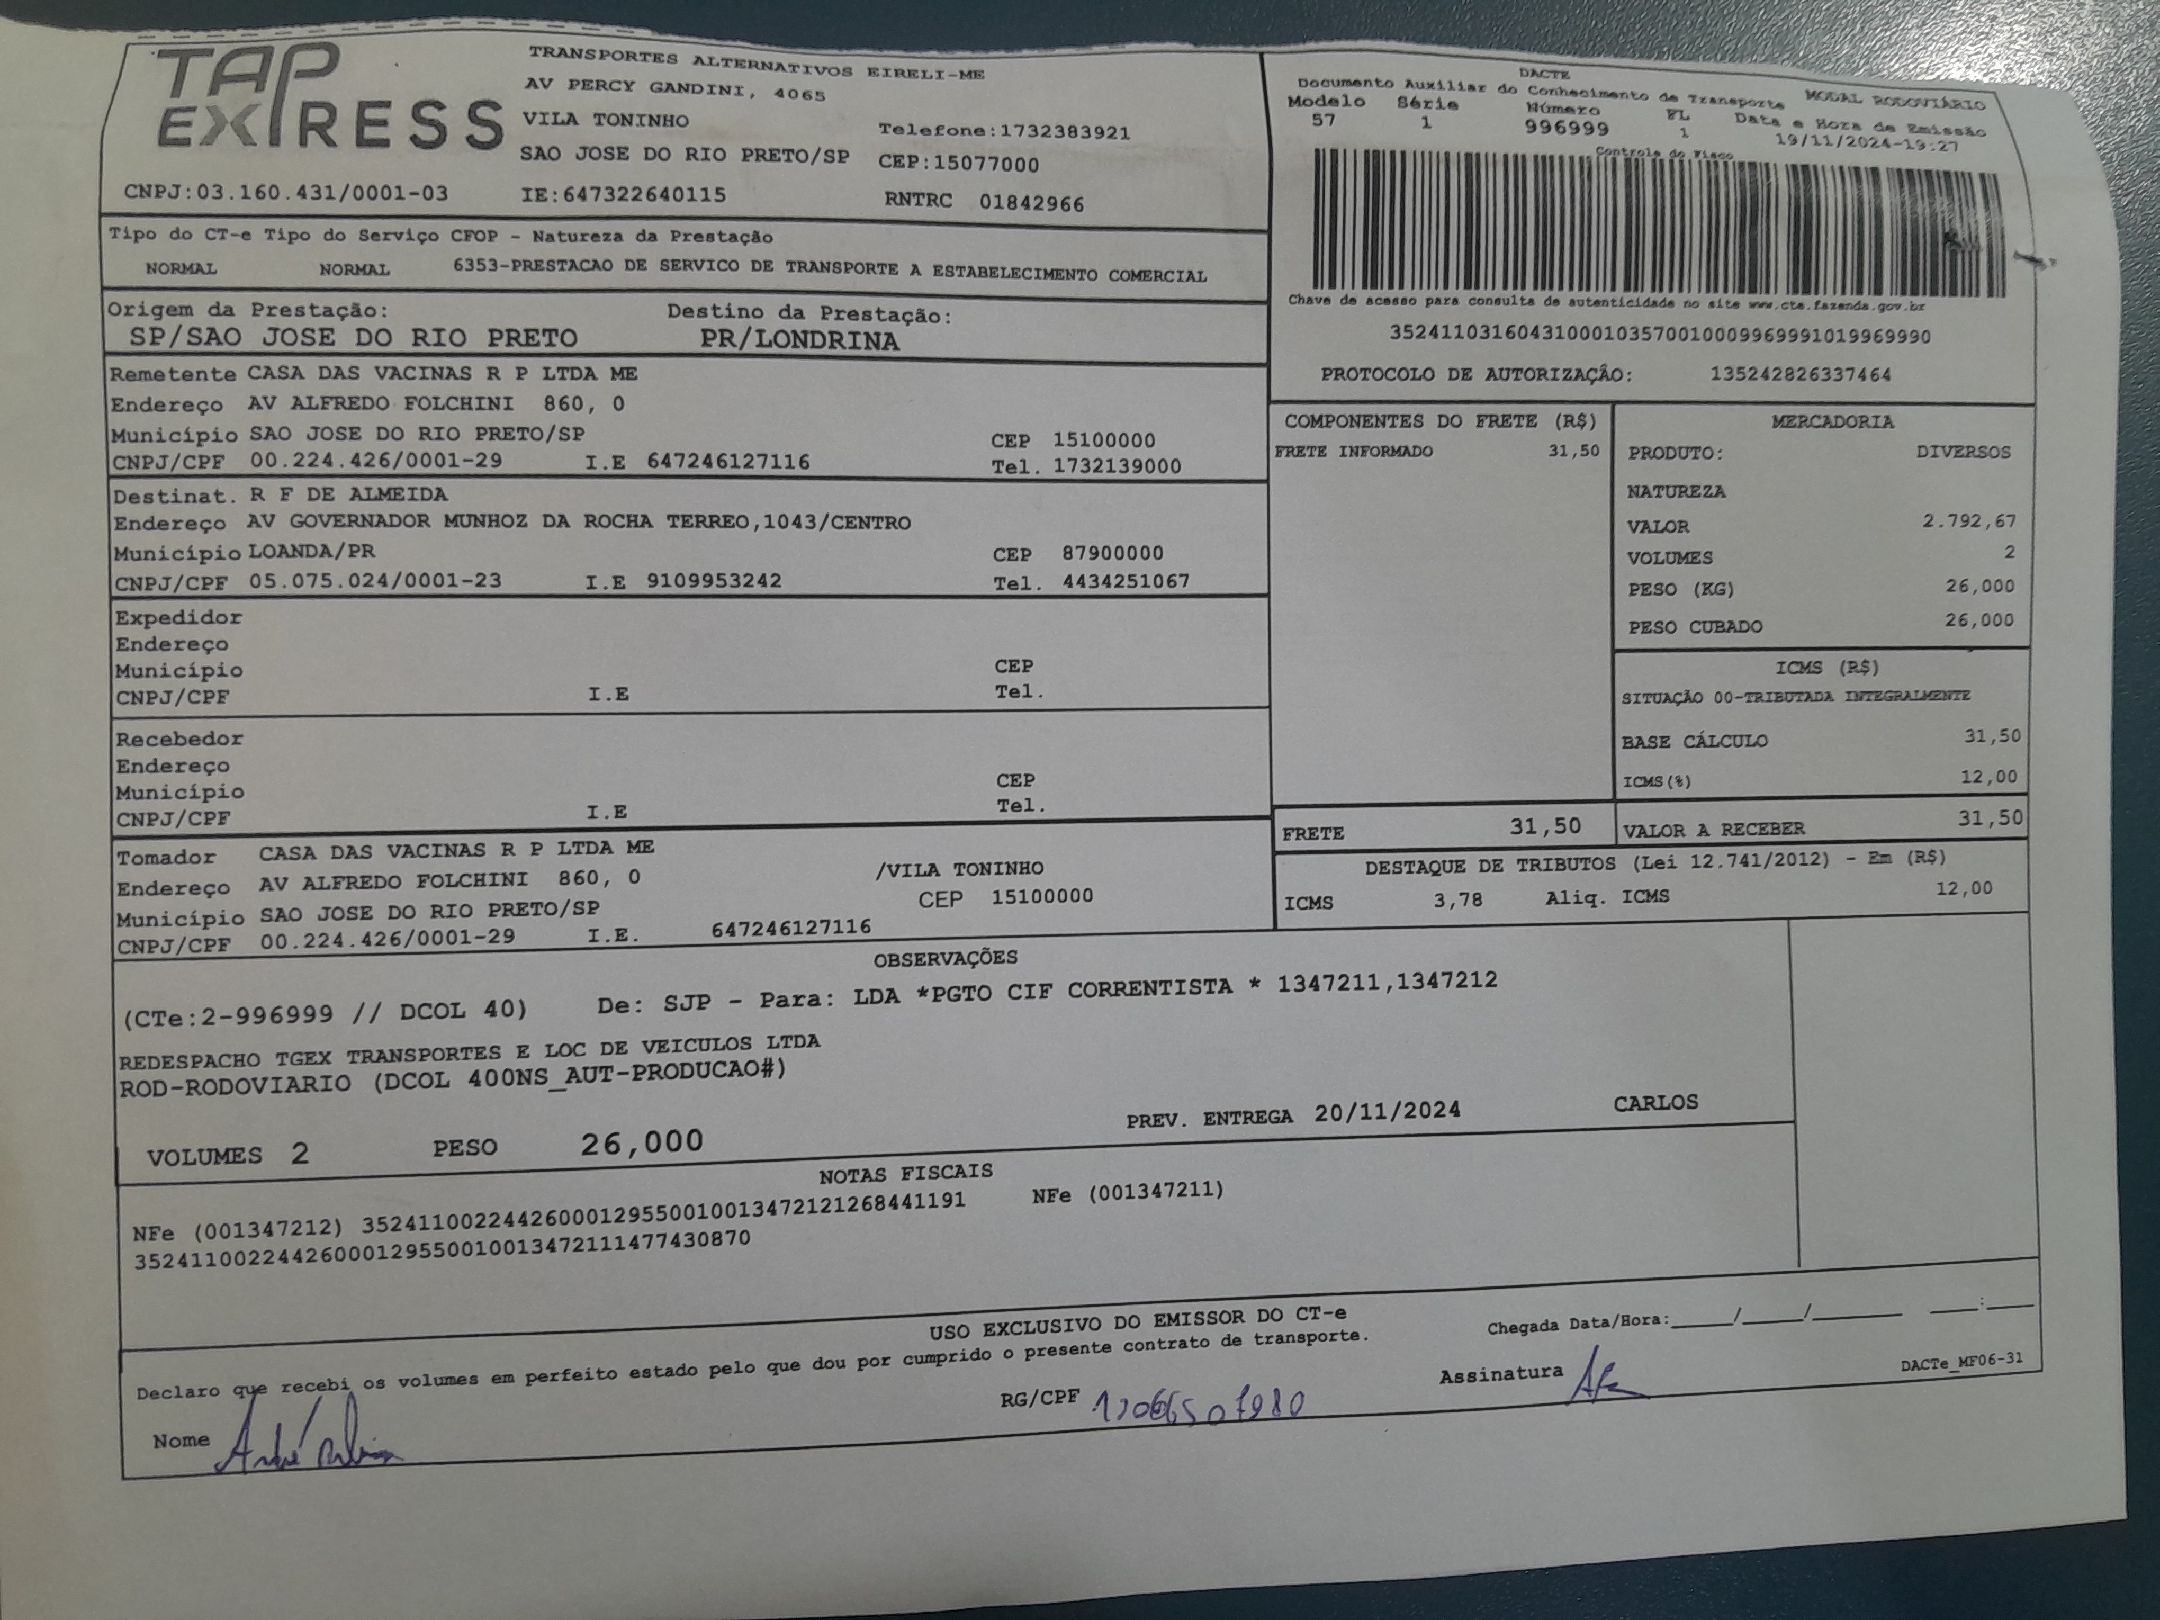 TAP EXPRESS
TRANSPORTES ALTERNATIVOS EIRELI-ME
AV PERCY GANDINI, 4065
VILA TONINHO Telefone:1732383921
SAO JOSE DO RIO PRETO/SP CEP:15077000
CNPJ:03.160.431/0001-03 IE:647322640115 RNTRC 01842966
DACTE
Documento Auxiliar do Conhecimento de Transporte MODAL RODOVIÁRIO
Modelo Série Número FL Data e Hora de Emissão
57 1 996999 1 19/11/2024-19:27
Controle do Fisco
Chave de acesso para consulta de autenticidade no site www.cte.fazenda.gov.br
35241103160431000103570010009969991019969990
PROTOCOLO DE AUTORIZAÇÂO: 135242826337464
Tipo do CT-e Tipo do Serviço CFOP - Natureza da Prestação
NORMAL NORMAL 6353-PRESTACAO DE SERVICO DE TRANSPORTE A ESTABELECIMENTO COMERCIAL
Origem da Prestação: Destino da Prestação:
SP/SAO JOSE DO RIO PRETO PR/LONDRINA
Remetente CASA DAS VACINAS R P LTDA ME
Endereço AV ALFREDO FOLCHINI 860, 0
Município SAO JOSE DO RIO PRETO/SP CEP 15100000
CNPJ/CPF 00.224.426/0001-29 I.E 647246127116 Tel. 1732139000
Destinat. R F DE ALMEIDA
Endereço AV GOVERNADOR MUNHOZ DA ROCHA TERREO,1043/CENTRO
Município LOANDA/PR CEP 87900000
CNPJ/CPF 05.075.024/0001-23 I.E 9109953242 Tel. 4434251067
Expedidor
Endereço
Município CEP
CNPJ/CPF I.E Tel.
Recebedor
Endereço
Município CEP
CNPJ/CPF I.E Tel.
Tomador CASA DAS VACINAS R P LTDA ME
Endereço AV ALFREDO FOLCHINI 860, 0 /VILA TONINHO
Município SAO JOSE DO RIO PRETO/SP CEP 15100000
CNPJ/CPF 00.224.426/0001-29 I.E. 647246127116
COMPONENTES DO FRETE (R$)
FRETE INFORMADO 31,50
MERCADORIA
PRODUTO: DIVERSOS
NATUREZA
VALOR 2.792,67
VOLUMES 2
PESO (KG) 26,000
PESO CUBADO 26,000
ICMS (R$)
SITUAÇÃO 00-TRIBUTADA INTEGRALMENTE
BASE CÁLCULO 31,50
ICMS(%) 12,00
FRETE 31,50 VALOR A RECEBER 31,50
DESTAQUE DE TRIBUTOS (Lei 12.741/2012) - Em (R$)
ICMS 3,78 Aliq. ICMS 12,00
OBSERVAÇÕES
(CTe:2-996999 // DCOL 40) De: SJP - Para: LDA *PGTO CIF CORRENTISTA * 1347211,1347212
REDESPACHO TGEX TRANSPORTES E LOC DE VEICULOS LTDA
ROD-RODOVIARIO (DCOL 400NS_AUT-PRODUCAO#)
VOLUMES 2 PESO 26,000 PREV. ENTREGA 20/11/2024 CARLOS
NOTAS FISCAIS
NFe (001347212) 35241100224426000129550010013472121268441191 NFe (001347211)
35241100224426000129550010013472111477430870
USO EXCLUSIVO DO EMISSOR DO CT-e
Declaro que recebi os volumes em perfeito estado pelo que dou por cumprido o presente contrato de transporte. Chegada Data/Hora:_____/_____/_______ ____:____
Nome André RG/CPF Assinatura DACTe_MF06-31